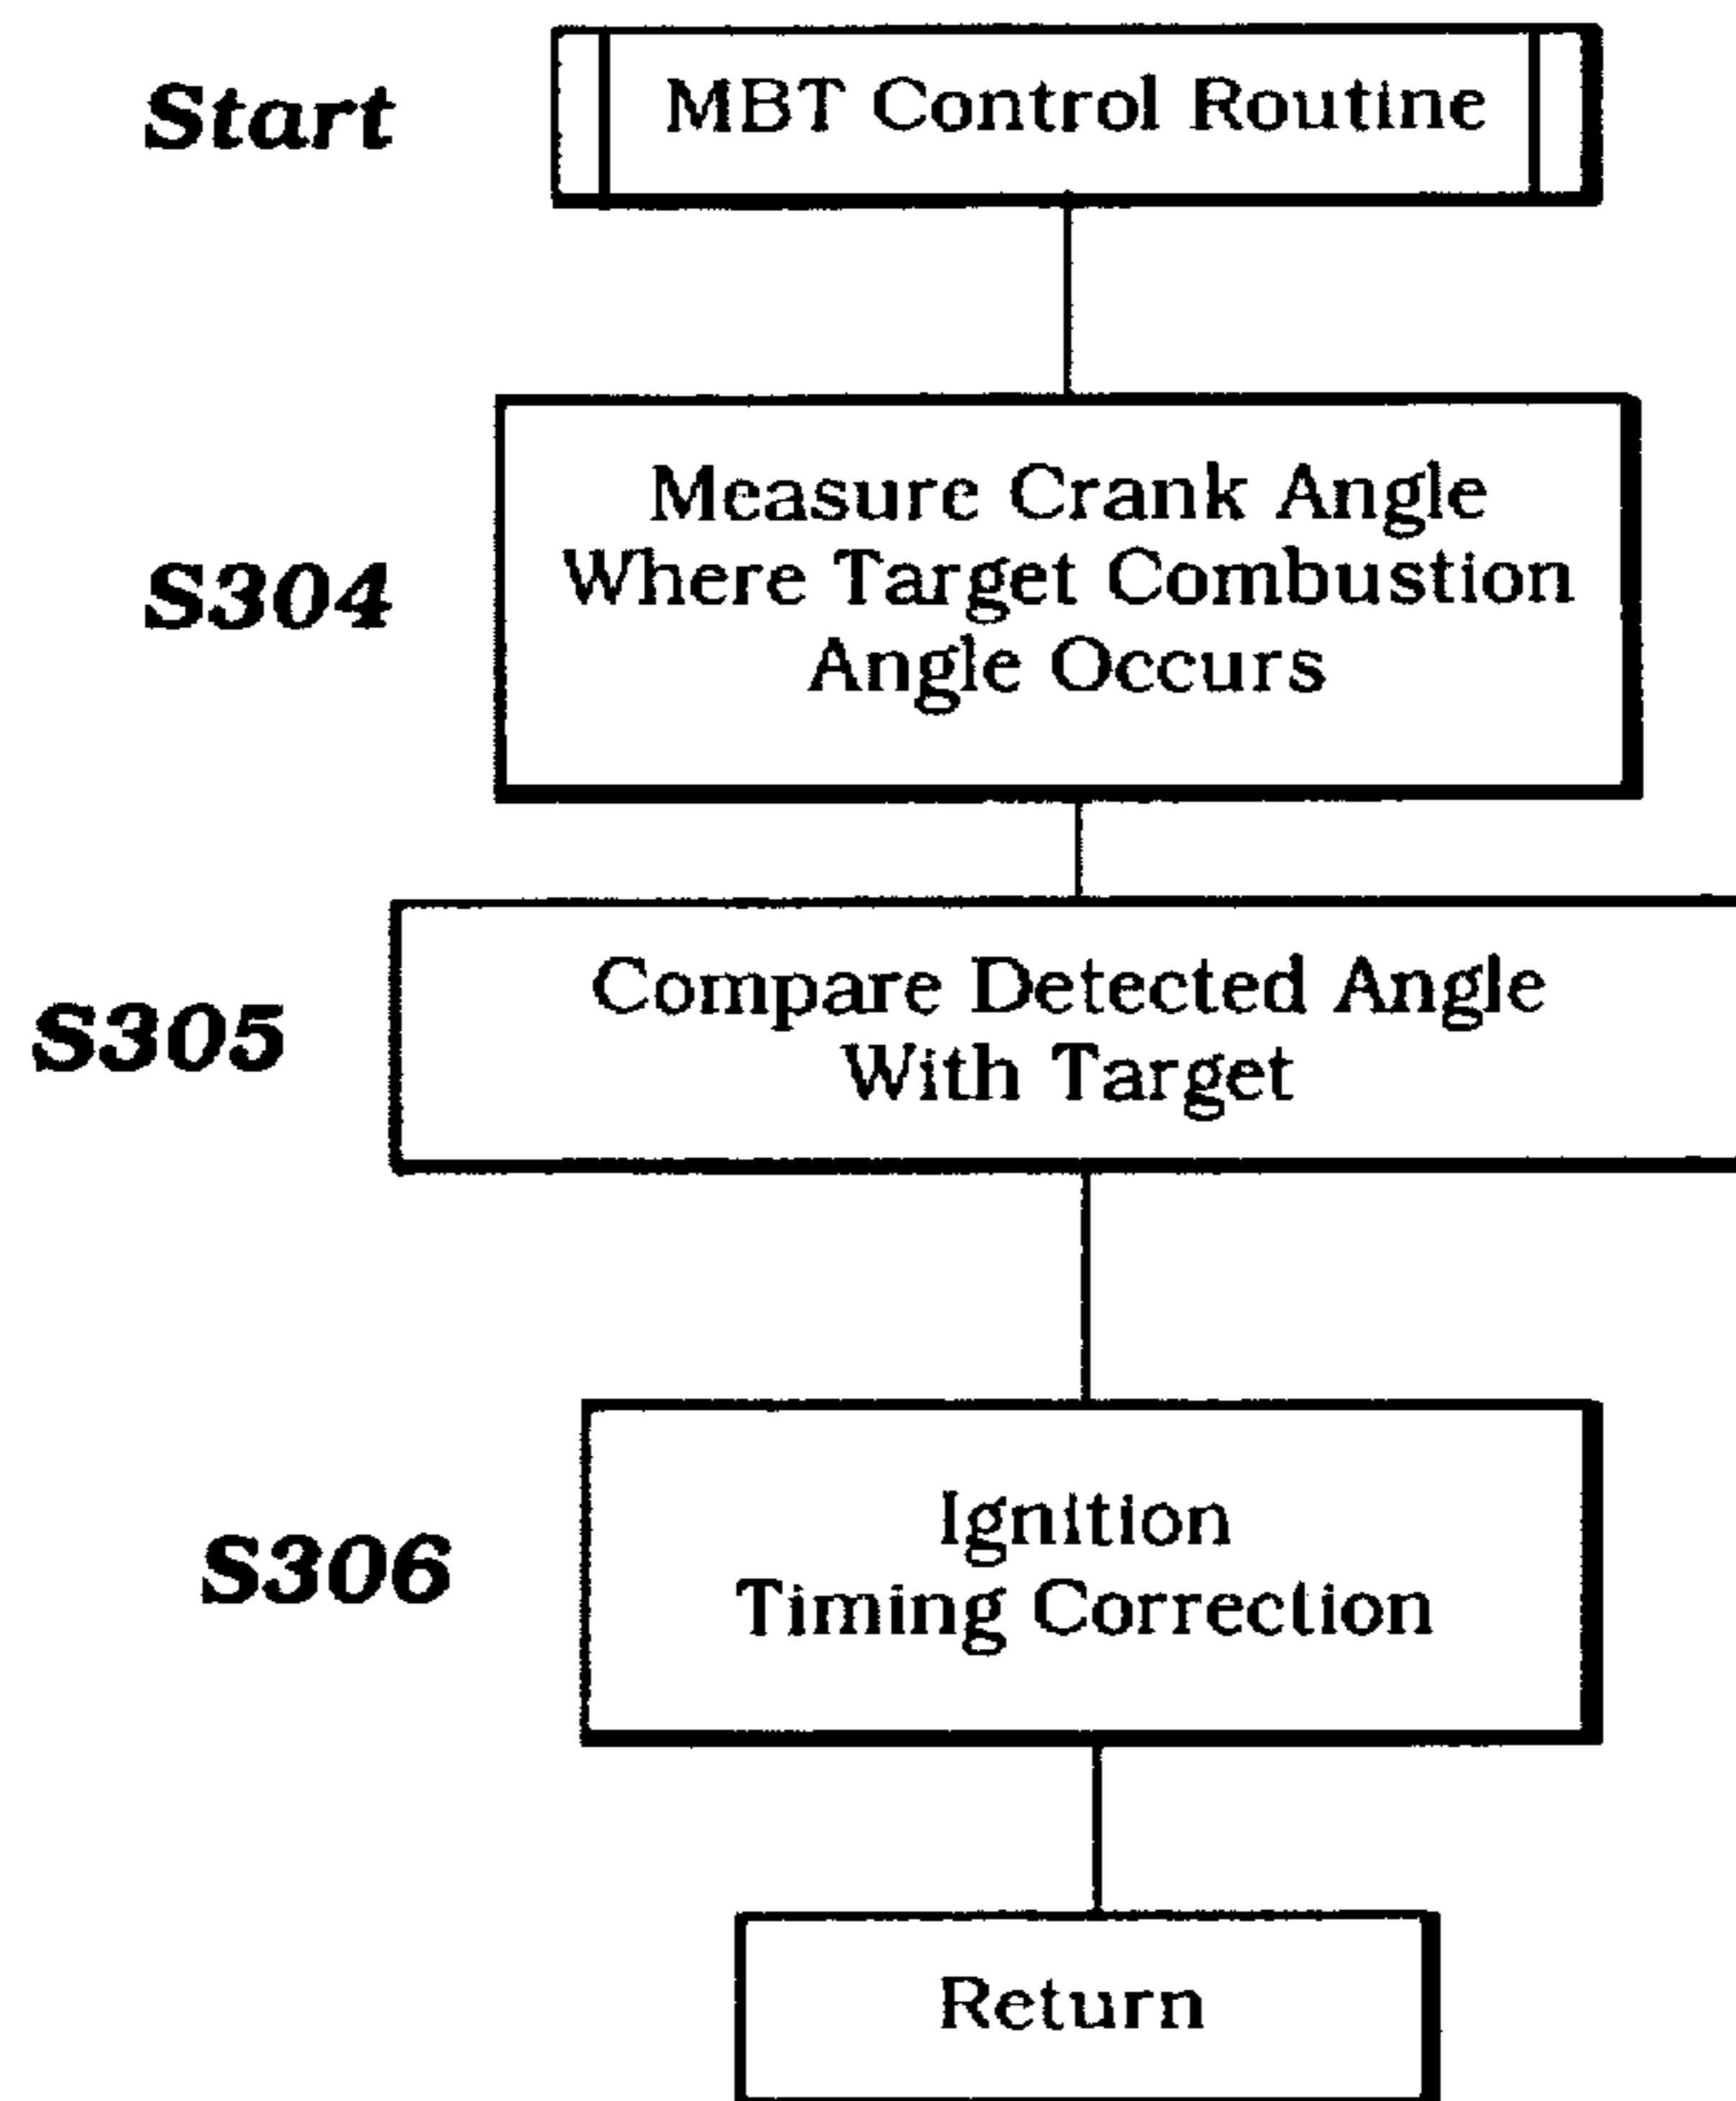 Start
MBT Control Routine
S304
Measure Crank Angle
Where Target Combustion
Angle Occurs
S305
Compare Detected Angle
With Target
S306
Ignition
Timing Correction
Return